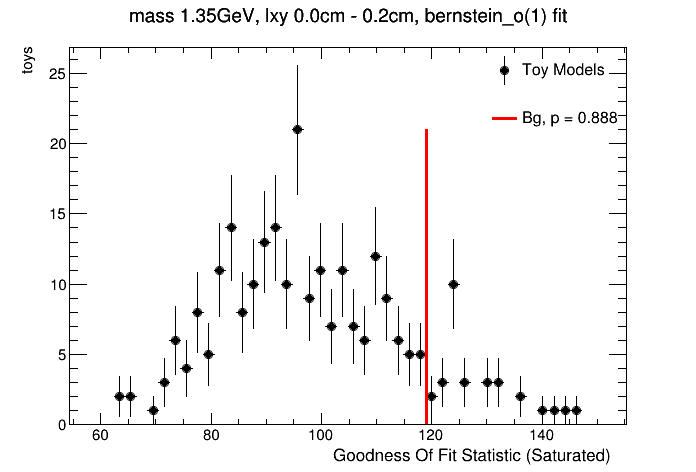 mass 1.35GeV, lxy 0.0cm - 0.2cm, bernstein_o(1) fit
toys
25
20
15
10
5
0
Toy Models
Bg, p = 0.888
60 80 100 120 140
Goodness Of Fit Statistic (Saturated)